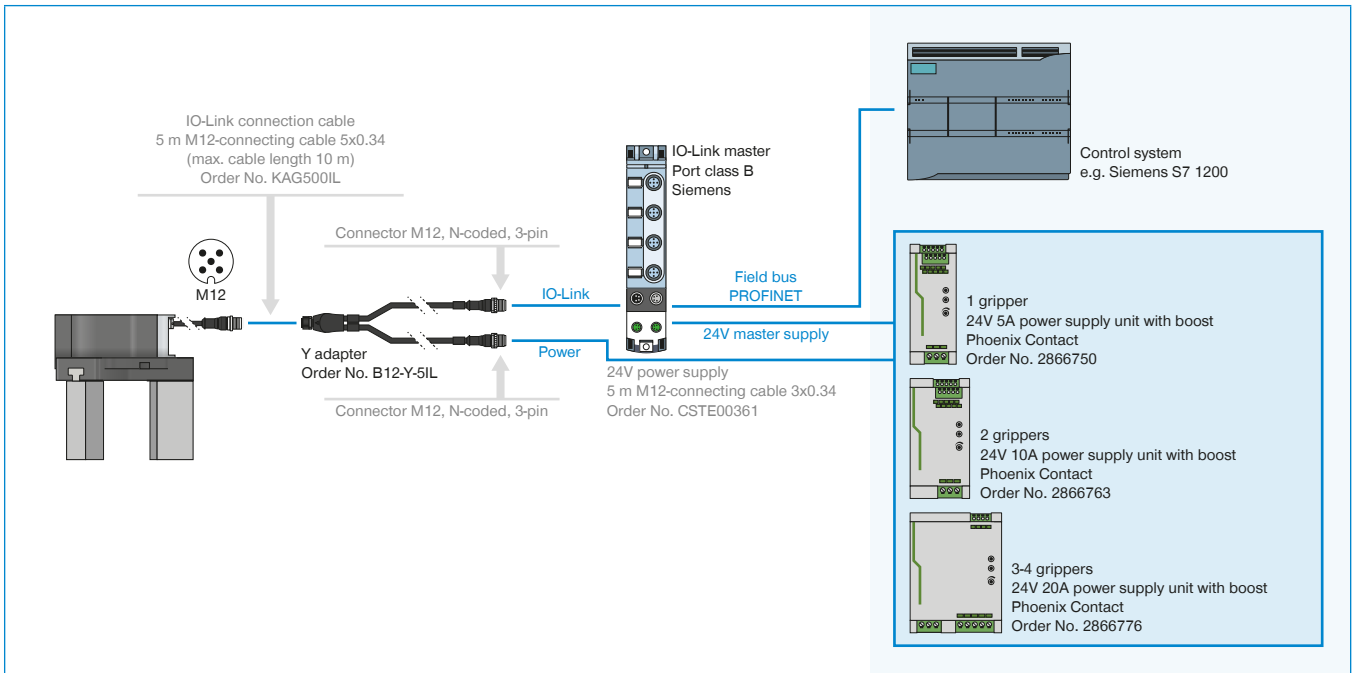 IO-Link connection cable
5 m M12-connecting cable 5x0.34
(max. cable length 10 m)
Order No. KAG500IL
M12
Connector M12, N-coded, 3-pin
Y adapter
Order No. B12-Y-5IL
Connector M12, N-coded, 3-pin
IO-Link
Power
IO-Link master
Port class B
Siemens
Field bus
PROFINET
24V master supply
24V power supply
5 m M12-connecting cable 3x0.34
Order No. CSTE00361
Control system
e.g. Siemens S7 1200
1 gripper
24V 5A power supply unit with boost
Phoenix Contact
Order No. 2866750
2 grippers
24V 10A power supply unit with boost
Phoenix Contact
Order No. 2866763
3-4 grippers
24V 20A power supply unit with boost
Phoenix Contact
Order No. 2866776